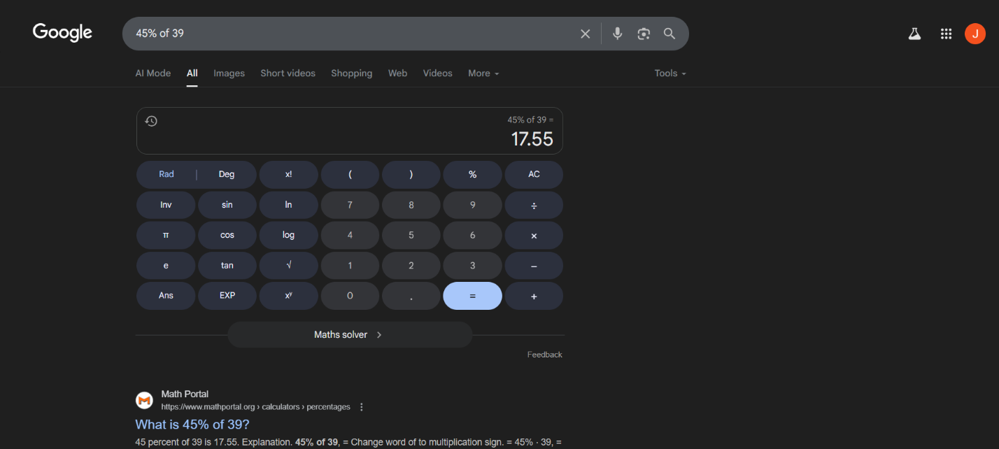 Google
45% of 39
J
AI Mode All Images Short videos Shopping Web Videos More Tools
45% of 39 =
17.55
Rad | Deg x! ( ) % AC
Inv sin ln 7 8 9 ÷
π cos log 4 5 6 ×
e tan √ 1 2 3 −
Ans EXP xʸ 0 . = +
Maths solver
Feedback
Math Portal
https://www.mathportal.org › calculators › percentages
What is 45% of 39?
45 percent of 39 is 17.55. Explanation. 45% of 39, = Change word of to multiplication sign. = 45% · 39, =